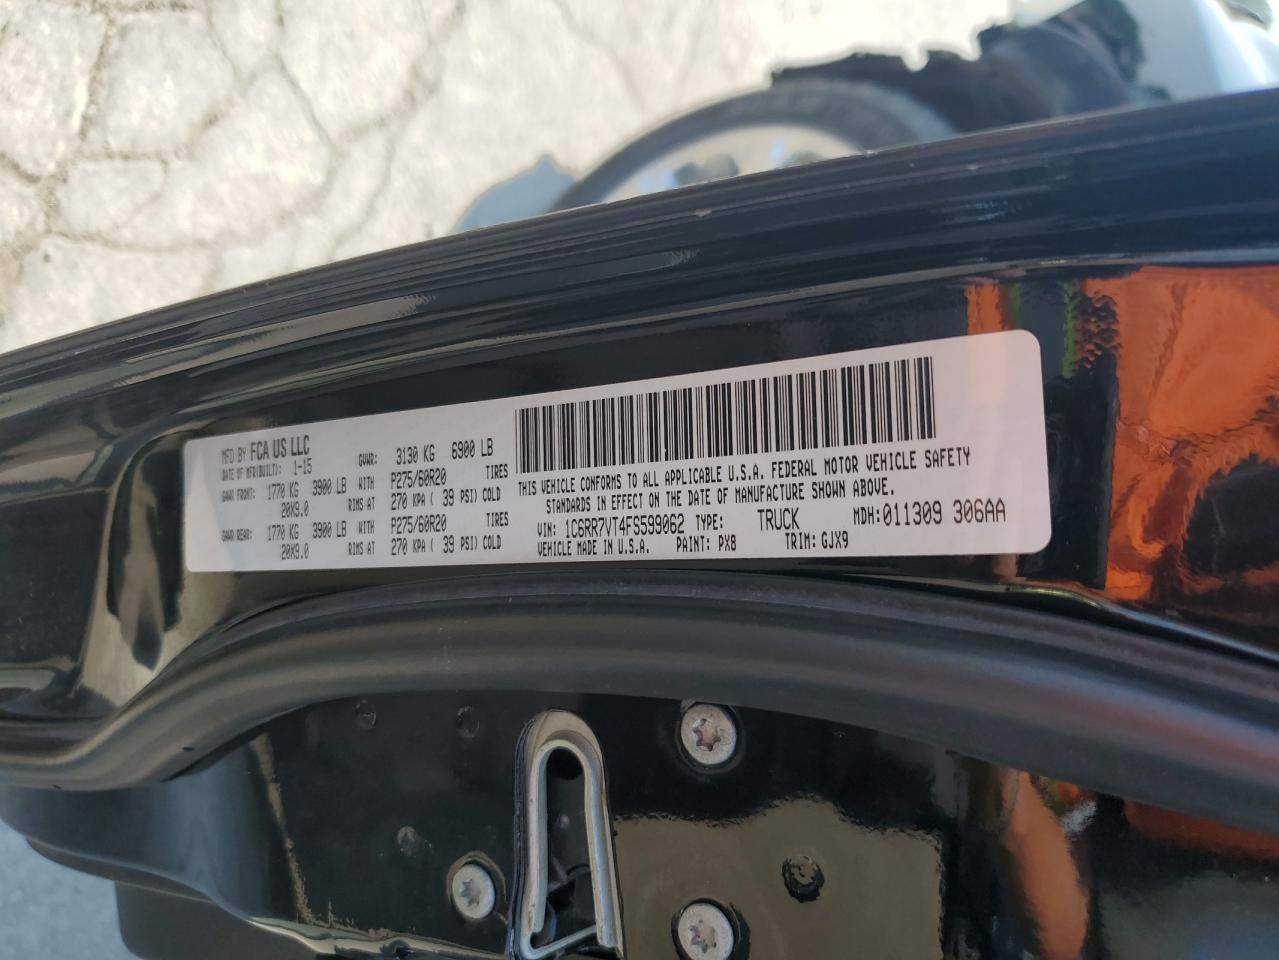 MFD BY FCA US LLC
DATE OF MFR(BUILT): 1-15 GVWR: 3130 KG 6900 LB
GAWR FRONT: 1770 KG 3900 LB WITH P275/60R20 TIRES
20X9.0 RIMS AT 270 KPA( 39 PSI) COLD
GAWR REAR: 1770 KG 3900 LB WITH P275/60R20 TIRES
20X9.0 RIMS AT 270 KPA( 39 PSI) COLD
THIS VEHICLE CONFORMS TO ALL APPLICABLE U.S.A. FEDERAL MOTOR VEHICLE SAFETY
STANDARDS IN EFFECT ON THE DATE OF MANUFACTURE SHOWN ABOVE.
VIN: 1C6RR7VT4FS599062 TYPE: TRUCK MDH:011309 306AA
VEHICLE MADE IN U.S.A. PAINT: PX8 TRIM: GJX9